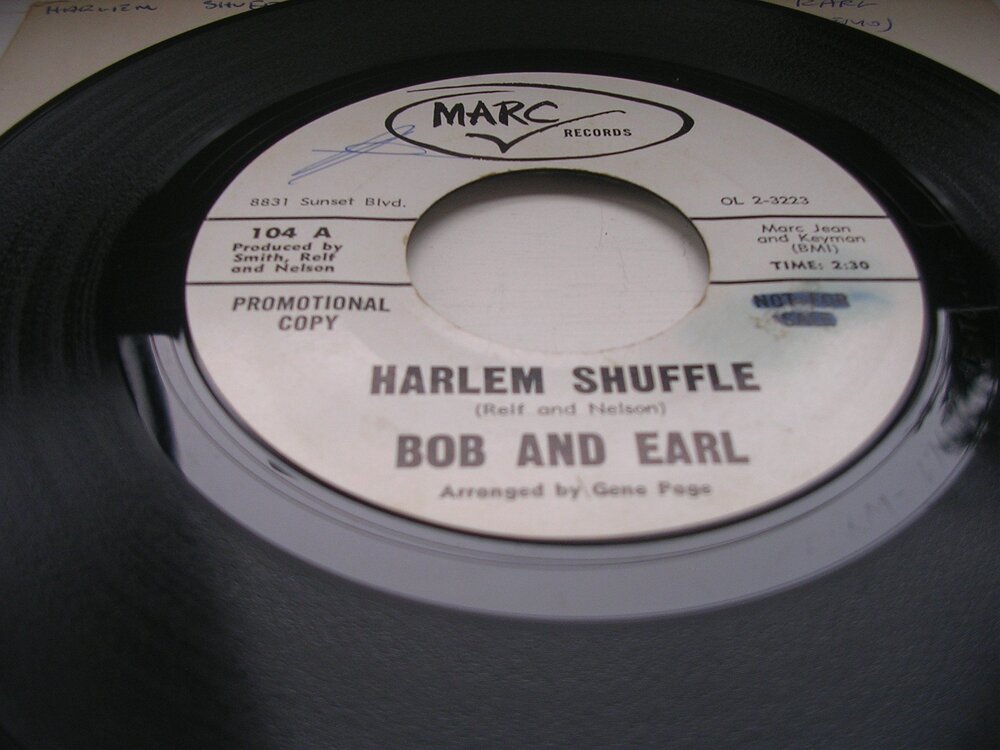 HARLEM
MARC
RECORDS
8831 Sunset Blvd.
OL 2-3223
104 A
Produced by
Smith, Relf
and Nelson
Marc Jean
and Keyman
(BMI)
TIME: 2:30
PROMOTIONAL
COPY
NOT FOR
HARLEM SHUFFLE
(Relf and Nelson)
BOB AND EARL
Arranged by Gene Page